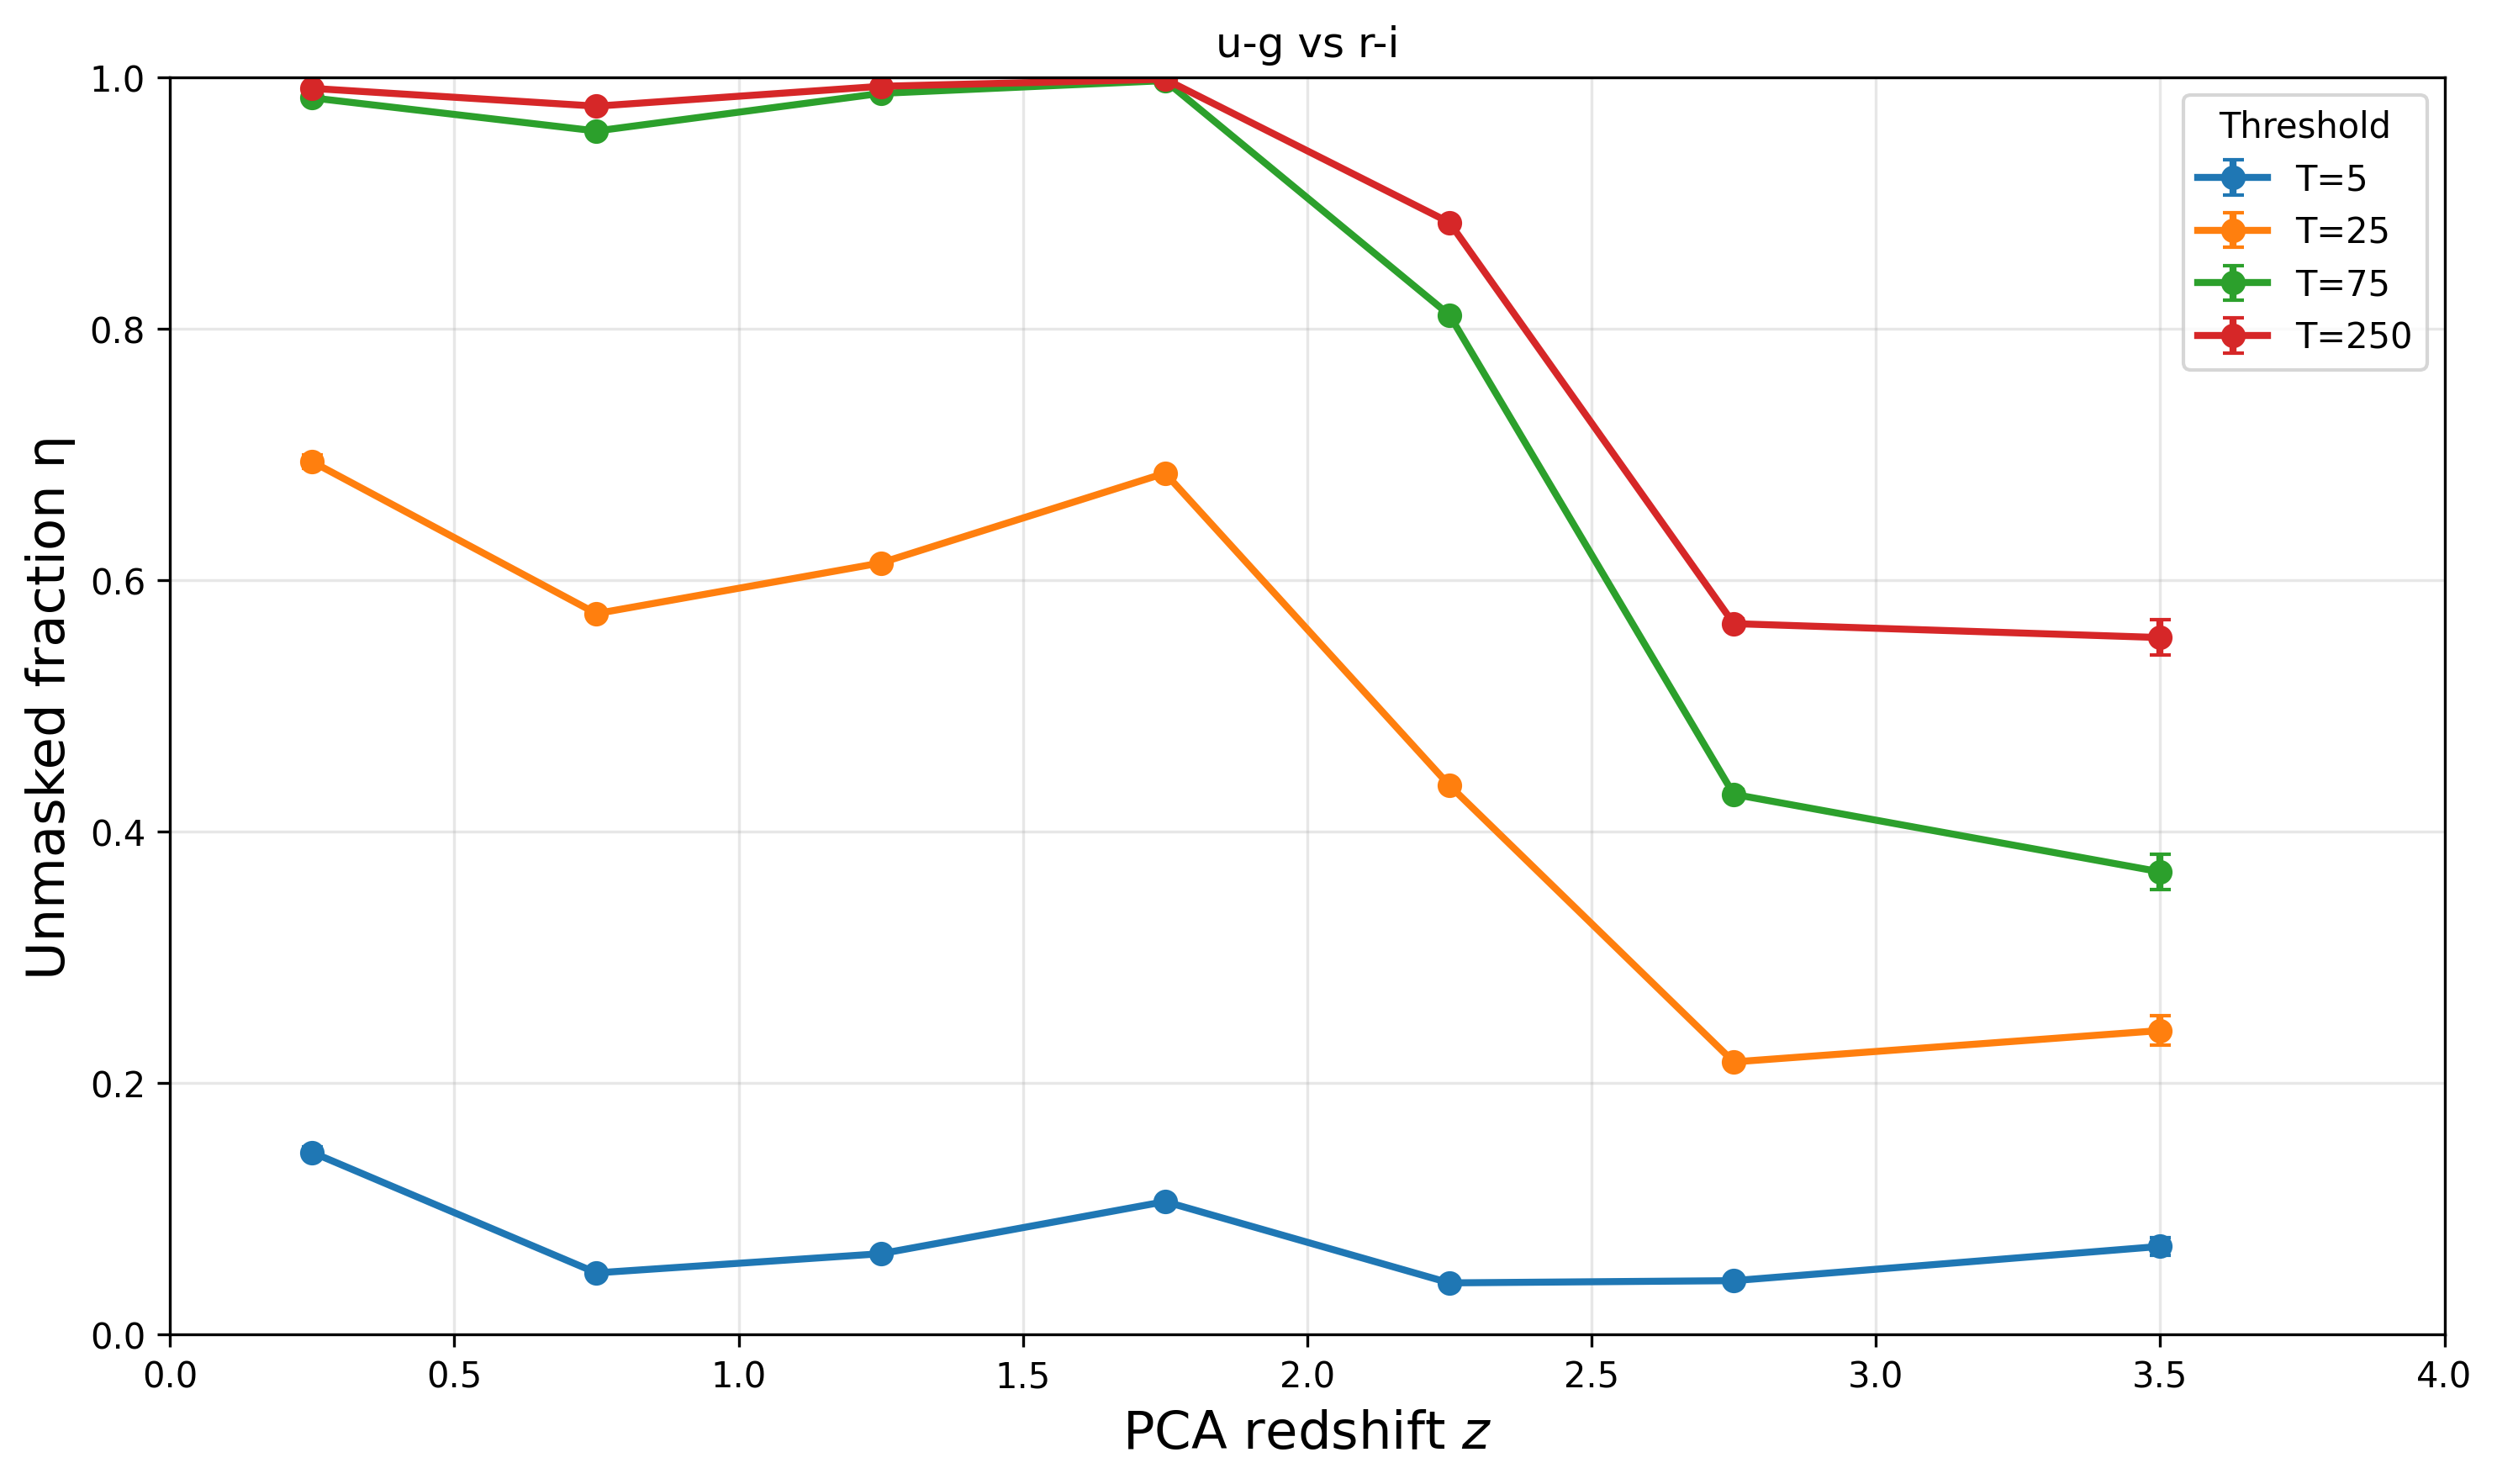 u-g vs r-i
Unmasked fraction η
1.0
0.8
0.6
0.4
0.2
0.0
0.0 0.5 1.0 1.5 2.0 2.5 3.0 3.5 4.0
PCA redshift z
Threshold
T=5
T=25
T=75
T=250